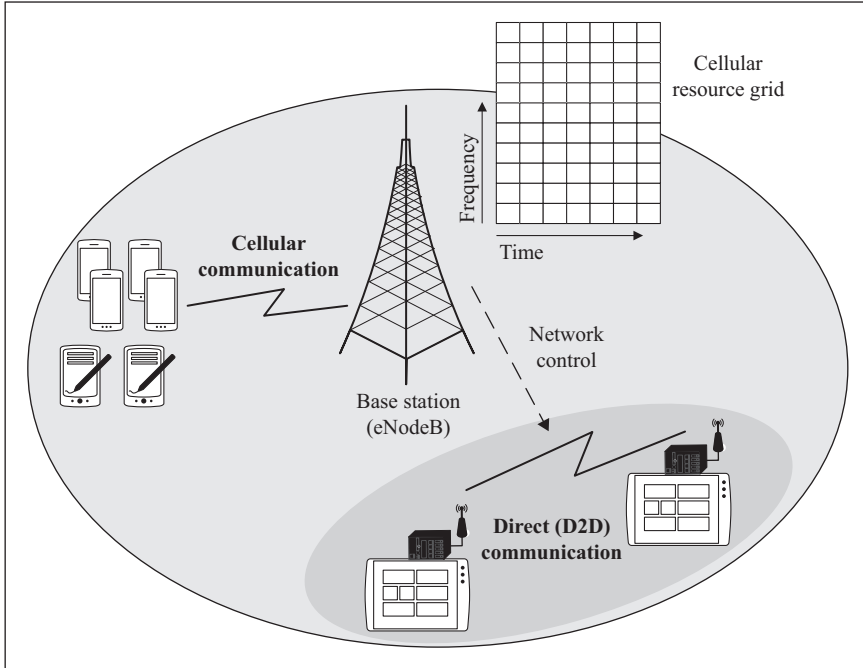 Cellular
resource grid
Frequency
Time
Cellular
communication
Network
control
Base station
(eNodeB)
Direct (D2D)
communication